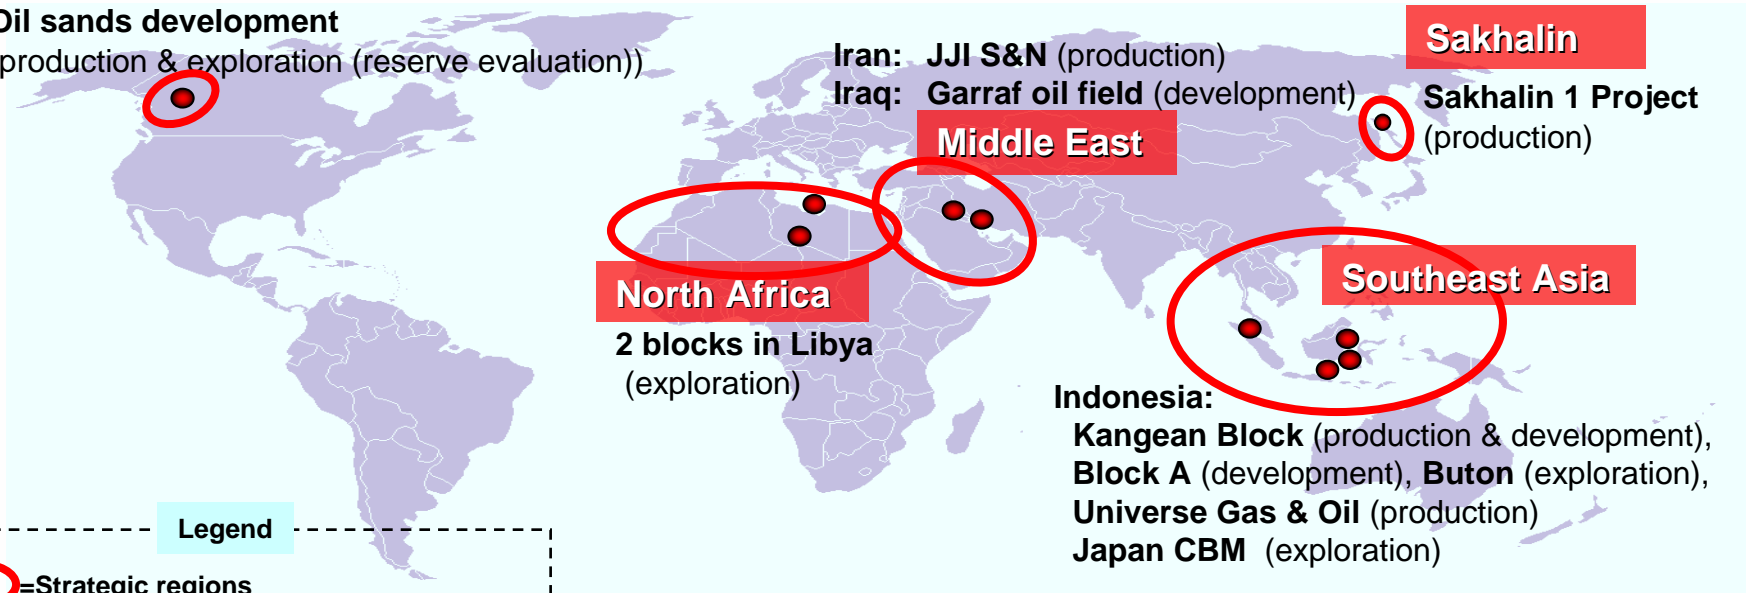 Oil sands development
production & exploration (reserve evaluation))
Iran: JJI S&N (production)
Iraq: Garraf oil field (development)
Sakhalin
Sakhalin 1 Project
(production)
Middle East
North Africa
2 blocks in Libya
(exploration)
Southeast Asia
Indonesia:
Kangean Block (production & development),
Block A (development), Buton (exploration),
Universe Gas & Oil (production)
Japan CBM (exploration)
Legend
=Strategic regions